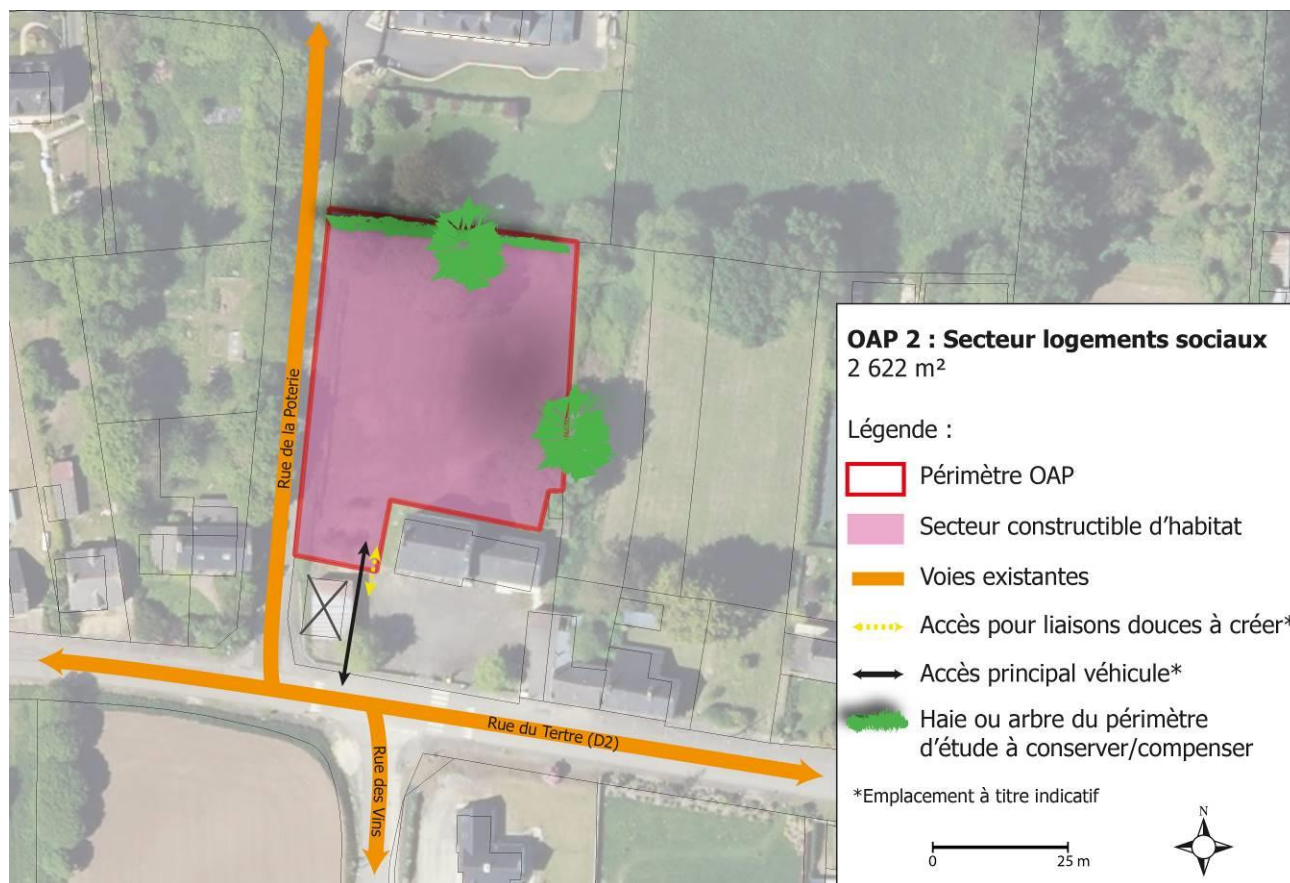 Rue de la Poterie
Rue du Tertre (D2)
Rue des Vins
OAP 2 : Secteur logements sociaux
2 622 m²
Légende :
Périmètre OAP
Secteur constructible d'habitat
Voies existantes
Accès pour liaisons douces à créer*
Accès principal véhicule*
Haie ou arbre du périmètre
d'étude à conserver/compenser
*Emplacement à titre indicatif
N
0 25 m